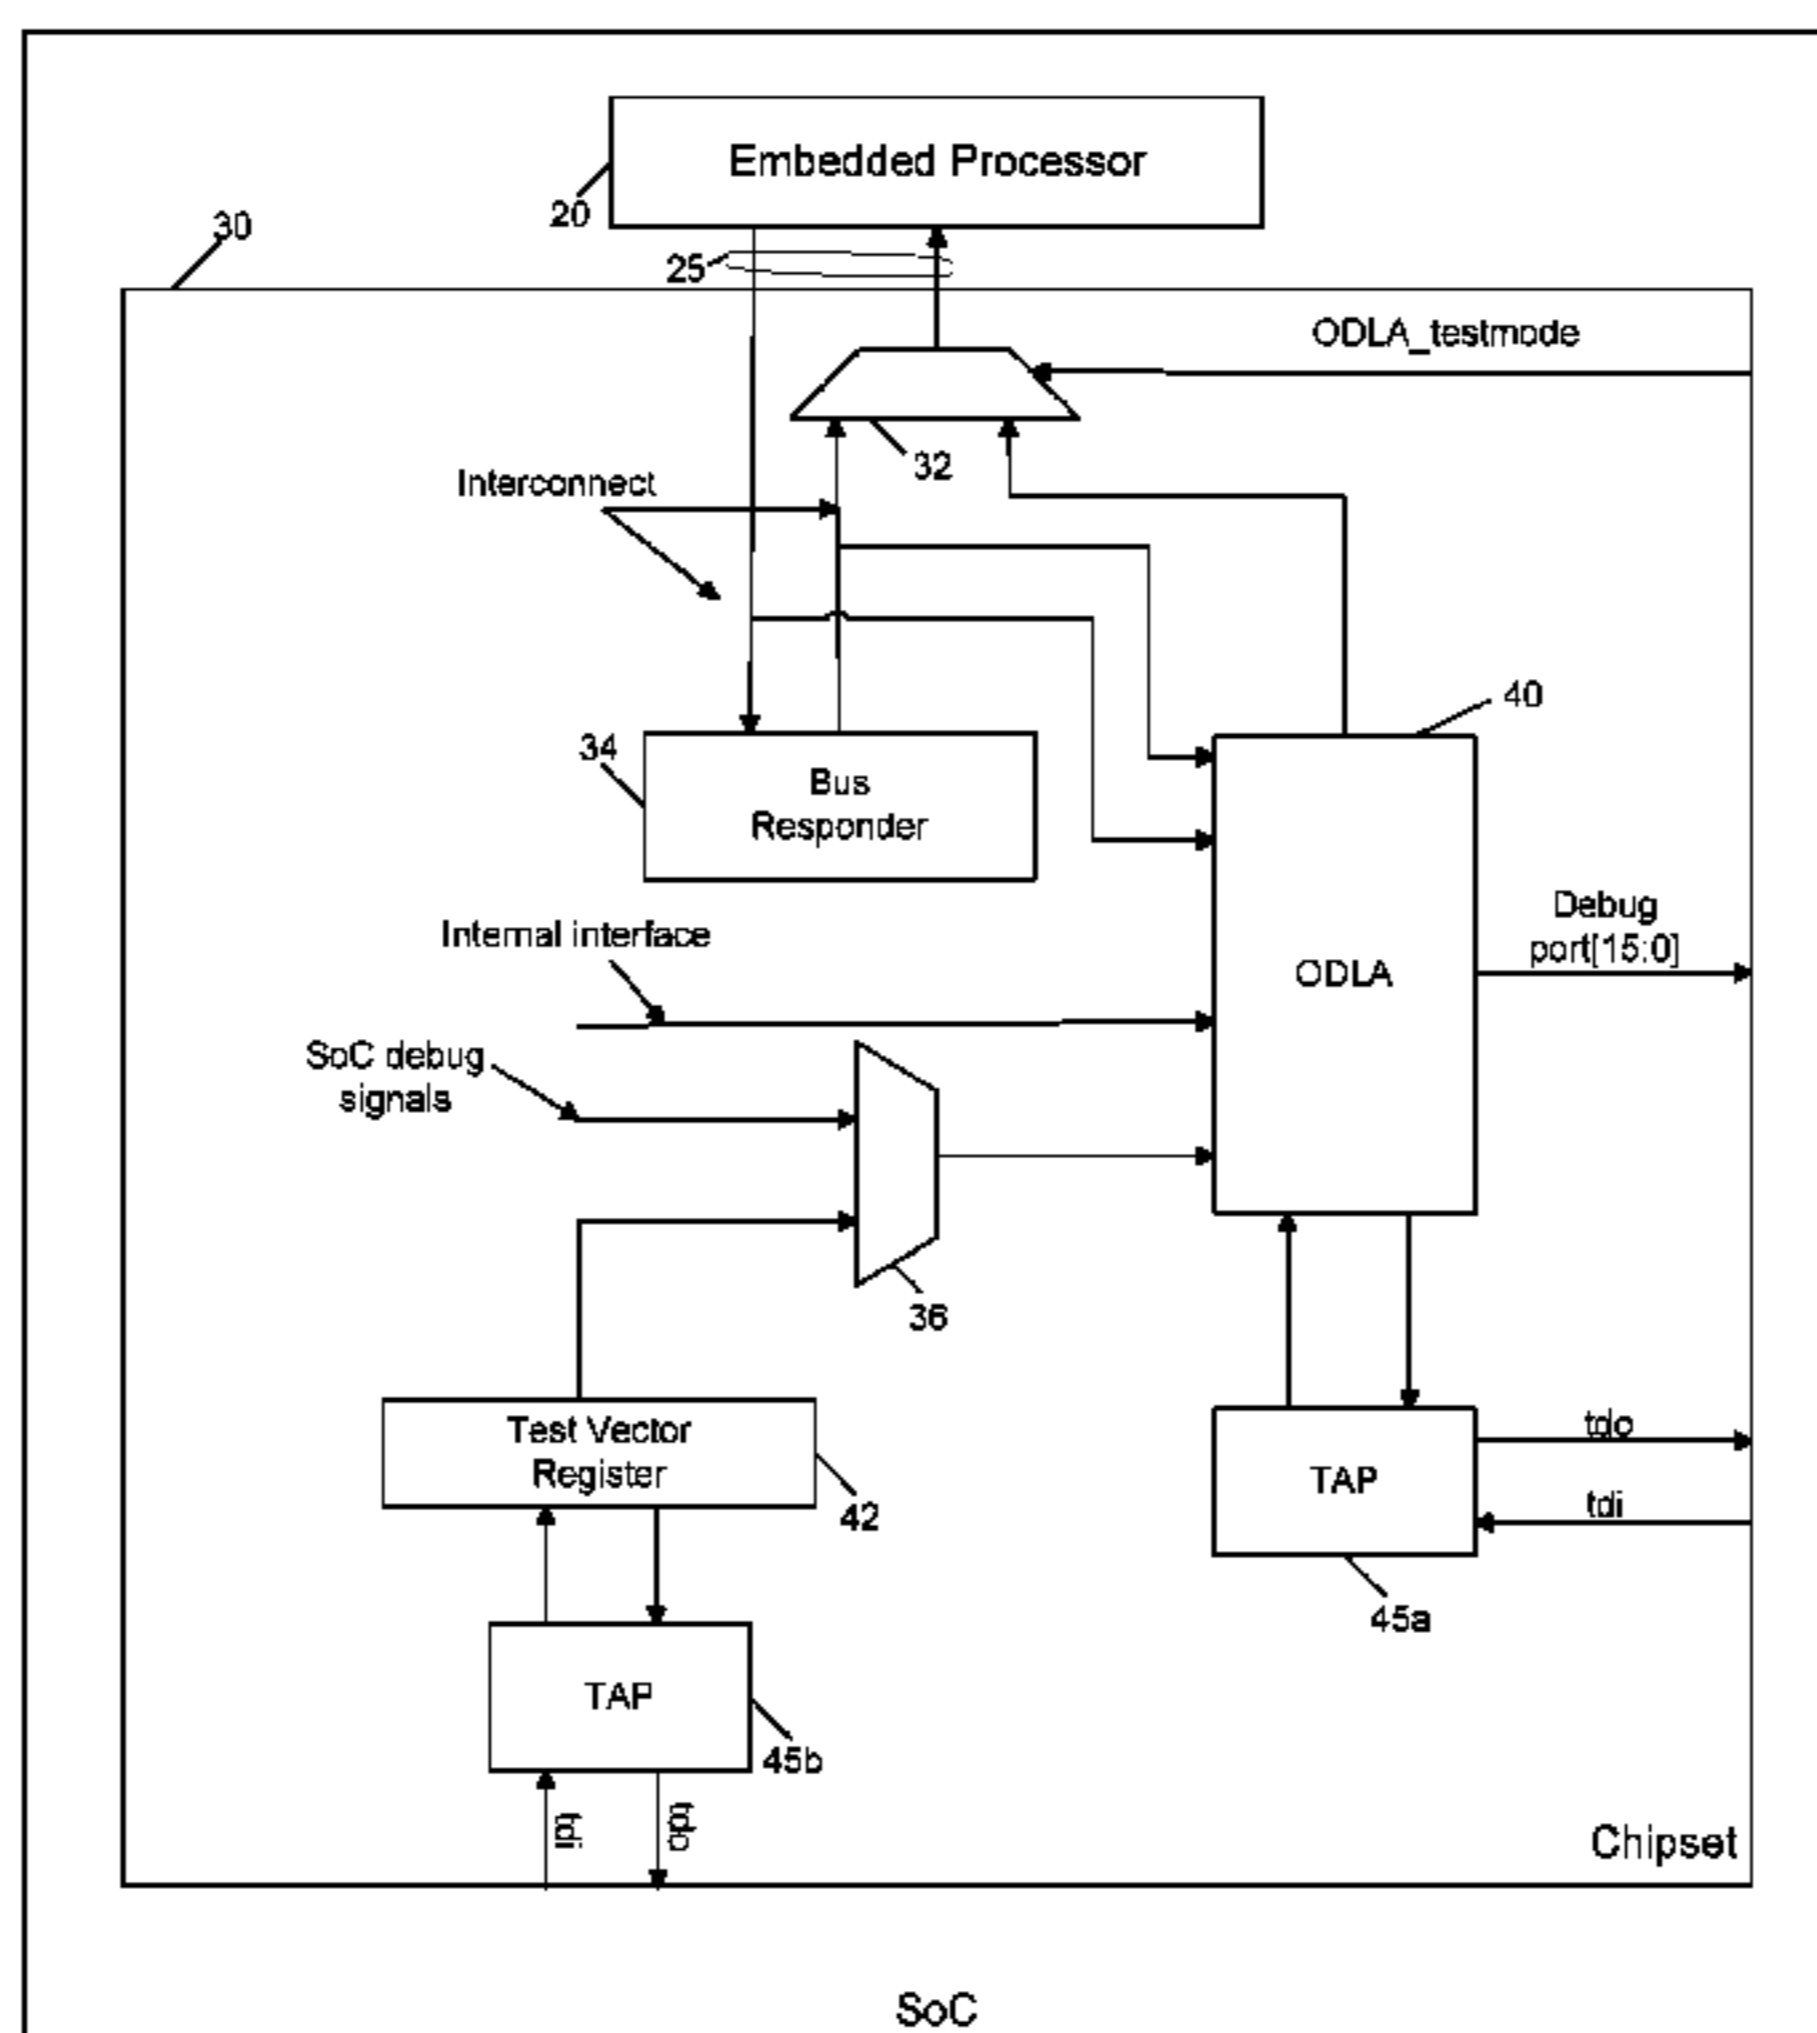 Embedded Processor
20
30
25
ODLA_testmode
32
Interconnect
40
34
Bus
Responder
Debug
port[15:0]
Internal interface
ODLA
SoC debug
signals
36
Test Vector
Register
42
tdo
TAP
tdi
45a
TAP
45b
tdi
tdo
Chipset
SoC